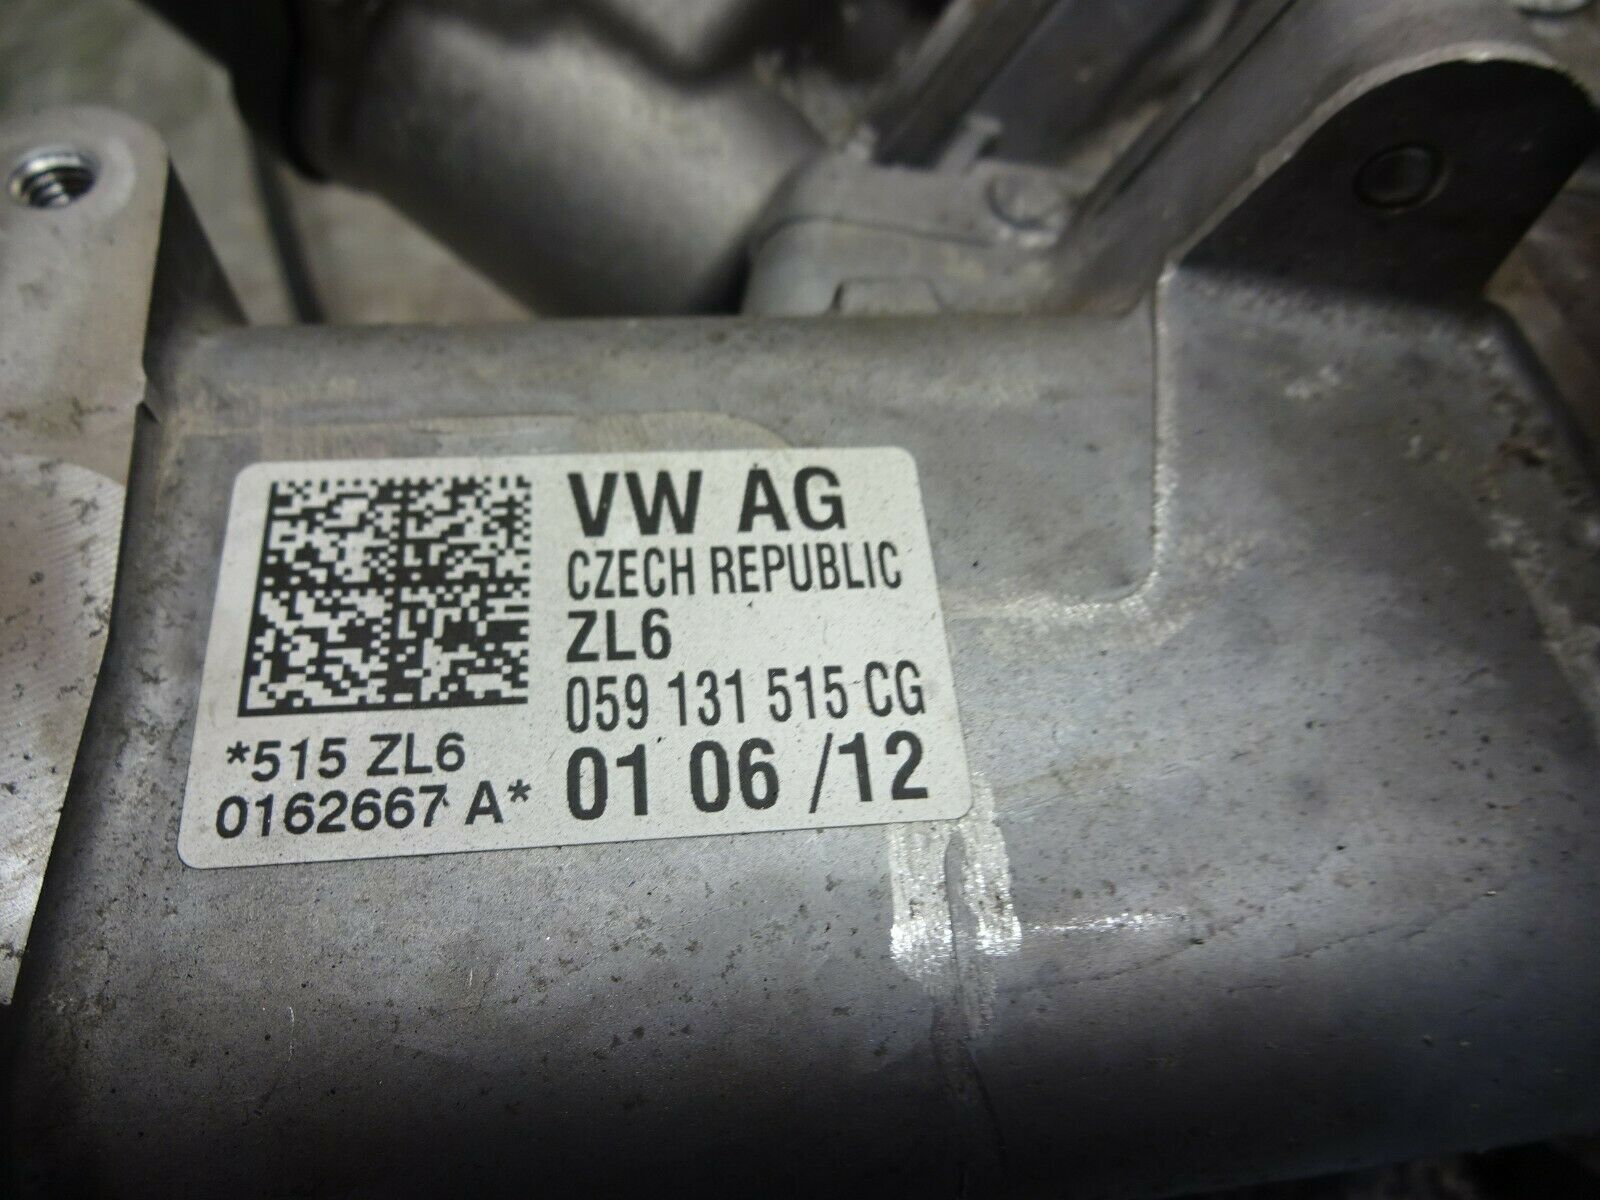 VW AG
CZECH REPUBLIC
ZL6
059 131 515 CG
01 06 /12
*515 ZL6
0162667 A*